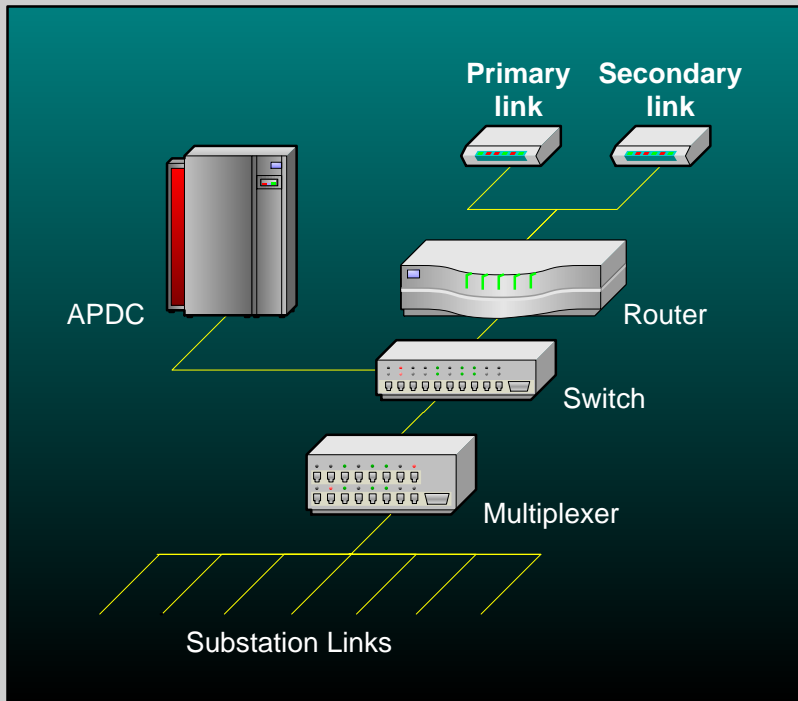 Primary
link
Secondary
link
APDC
Router
Switch
Multiplexer
Substation Links